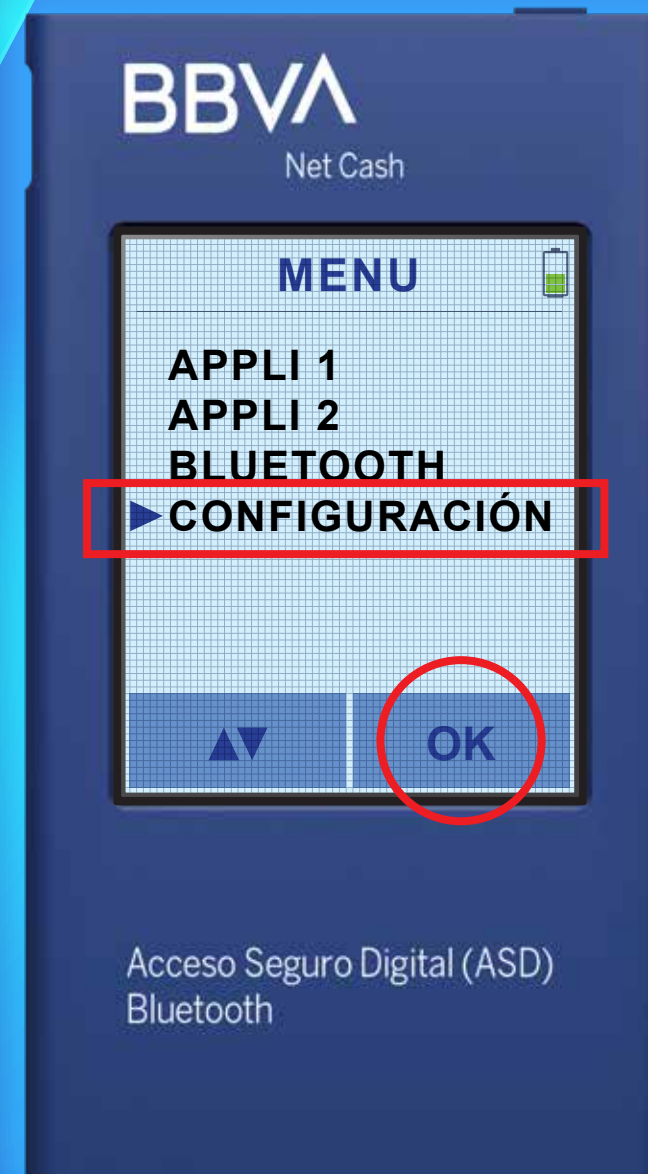 BBVA
Net Cash
MENU
APPLI 1
APPLI 2
BLUETOOTH
CONFIGURACIÓN
OK
Acceso Seguro Digital (ASD)
Bluetooth